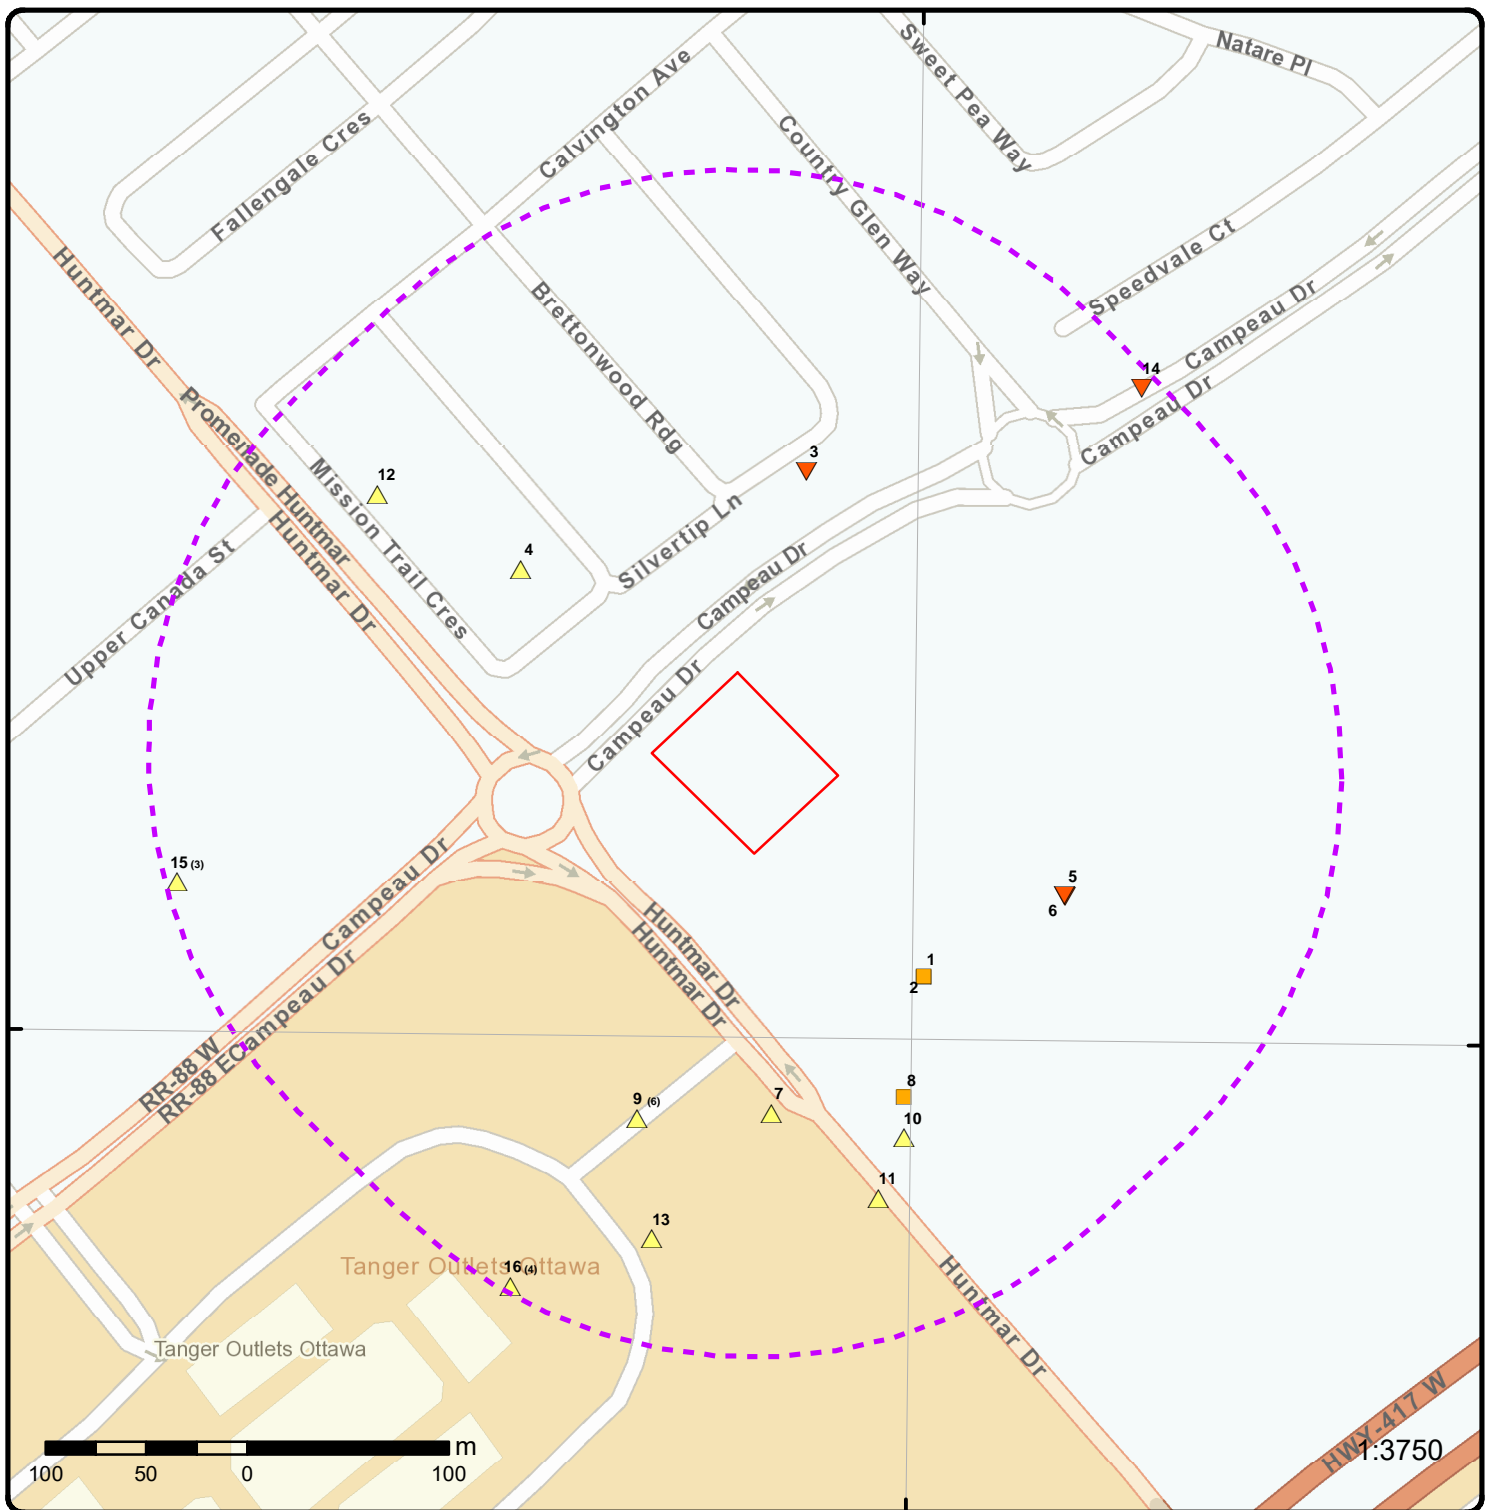 Natare Pl
Sweet Pea Way
Calvington Ave
Country Glen Way
Fallengale Cres
Speedvale Ct
Huntmar Dr
Brettonwood Rdg
Campeau Dr
14
Campeau Dr
Promenade Huntmar
3
12
Mission Trail Cres
Huntmar Dr
Silvertip Ln
4
Upper Canada St
Campeau Dr
Campeau Dr
15 (3)
Campeau Dr
5
6
Huntmar Dr
Huntmar Dr
1
2
Campeau Dr
RR-88 W
RR-88 E
8
7
9 (6)
10
11
13
Tanger Outlets Ottawa
16 (4)
Huntmar Dr
Tanger Outlets Ottawa
HWY-417 W
1:3750
m
100 50 0 100